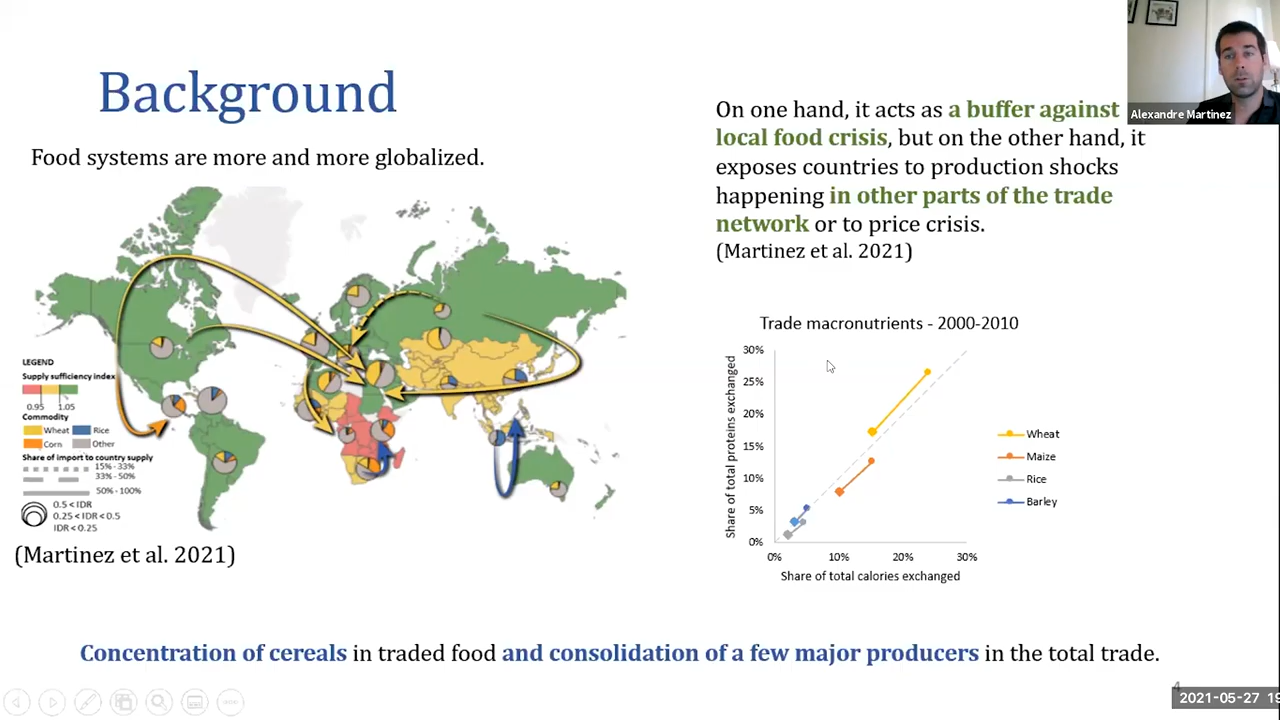 Background
Food systems are more and more globalized.
LEGEND
Supply sufficiency index
0.95 1.05
Commodity
Wheat Rice
Corn Other
Share of import to country supply
15% - 33%
33% - 50%
50% - 100%
0.5 < IDR
0.25 < IDR < 0.5
IDR < 0.25
(Martinez et al. 2021)
On one hand, it acts as a buffer against
local food crisis, but on the other hand, it
exposes countries to production shocks
happening in other parts of the trade
network or to price crisis.
(Martinez et al. 2021)
Alexandre Martinez
Trade macronutrients - 2000-2010
Share of total proteins exchanged
30%
25%
20%
15%
10%
5%
0%
0% 10% 20% 30%
Share of total calories exchanged
Wheat
Maize
Rice
Barley
Concentration of cereals in traded food and consolidation of a few major producers in the total trade.
4
2021-05-27 19